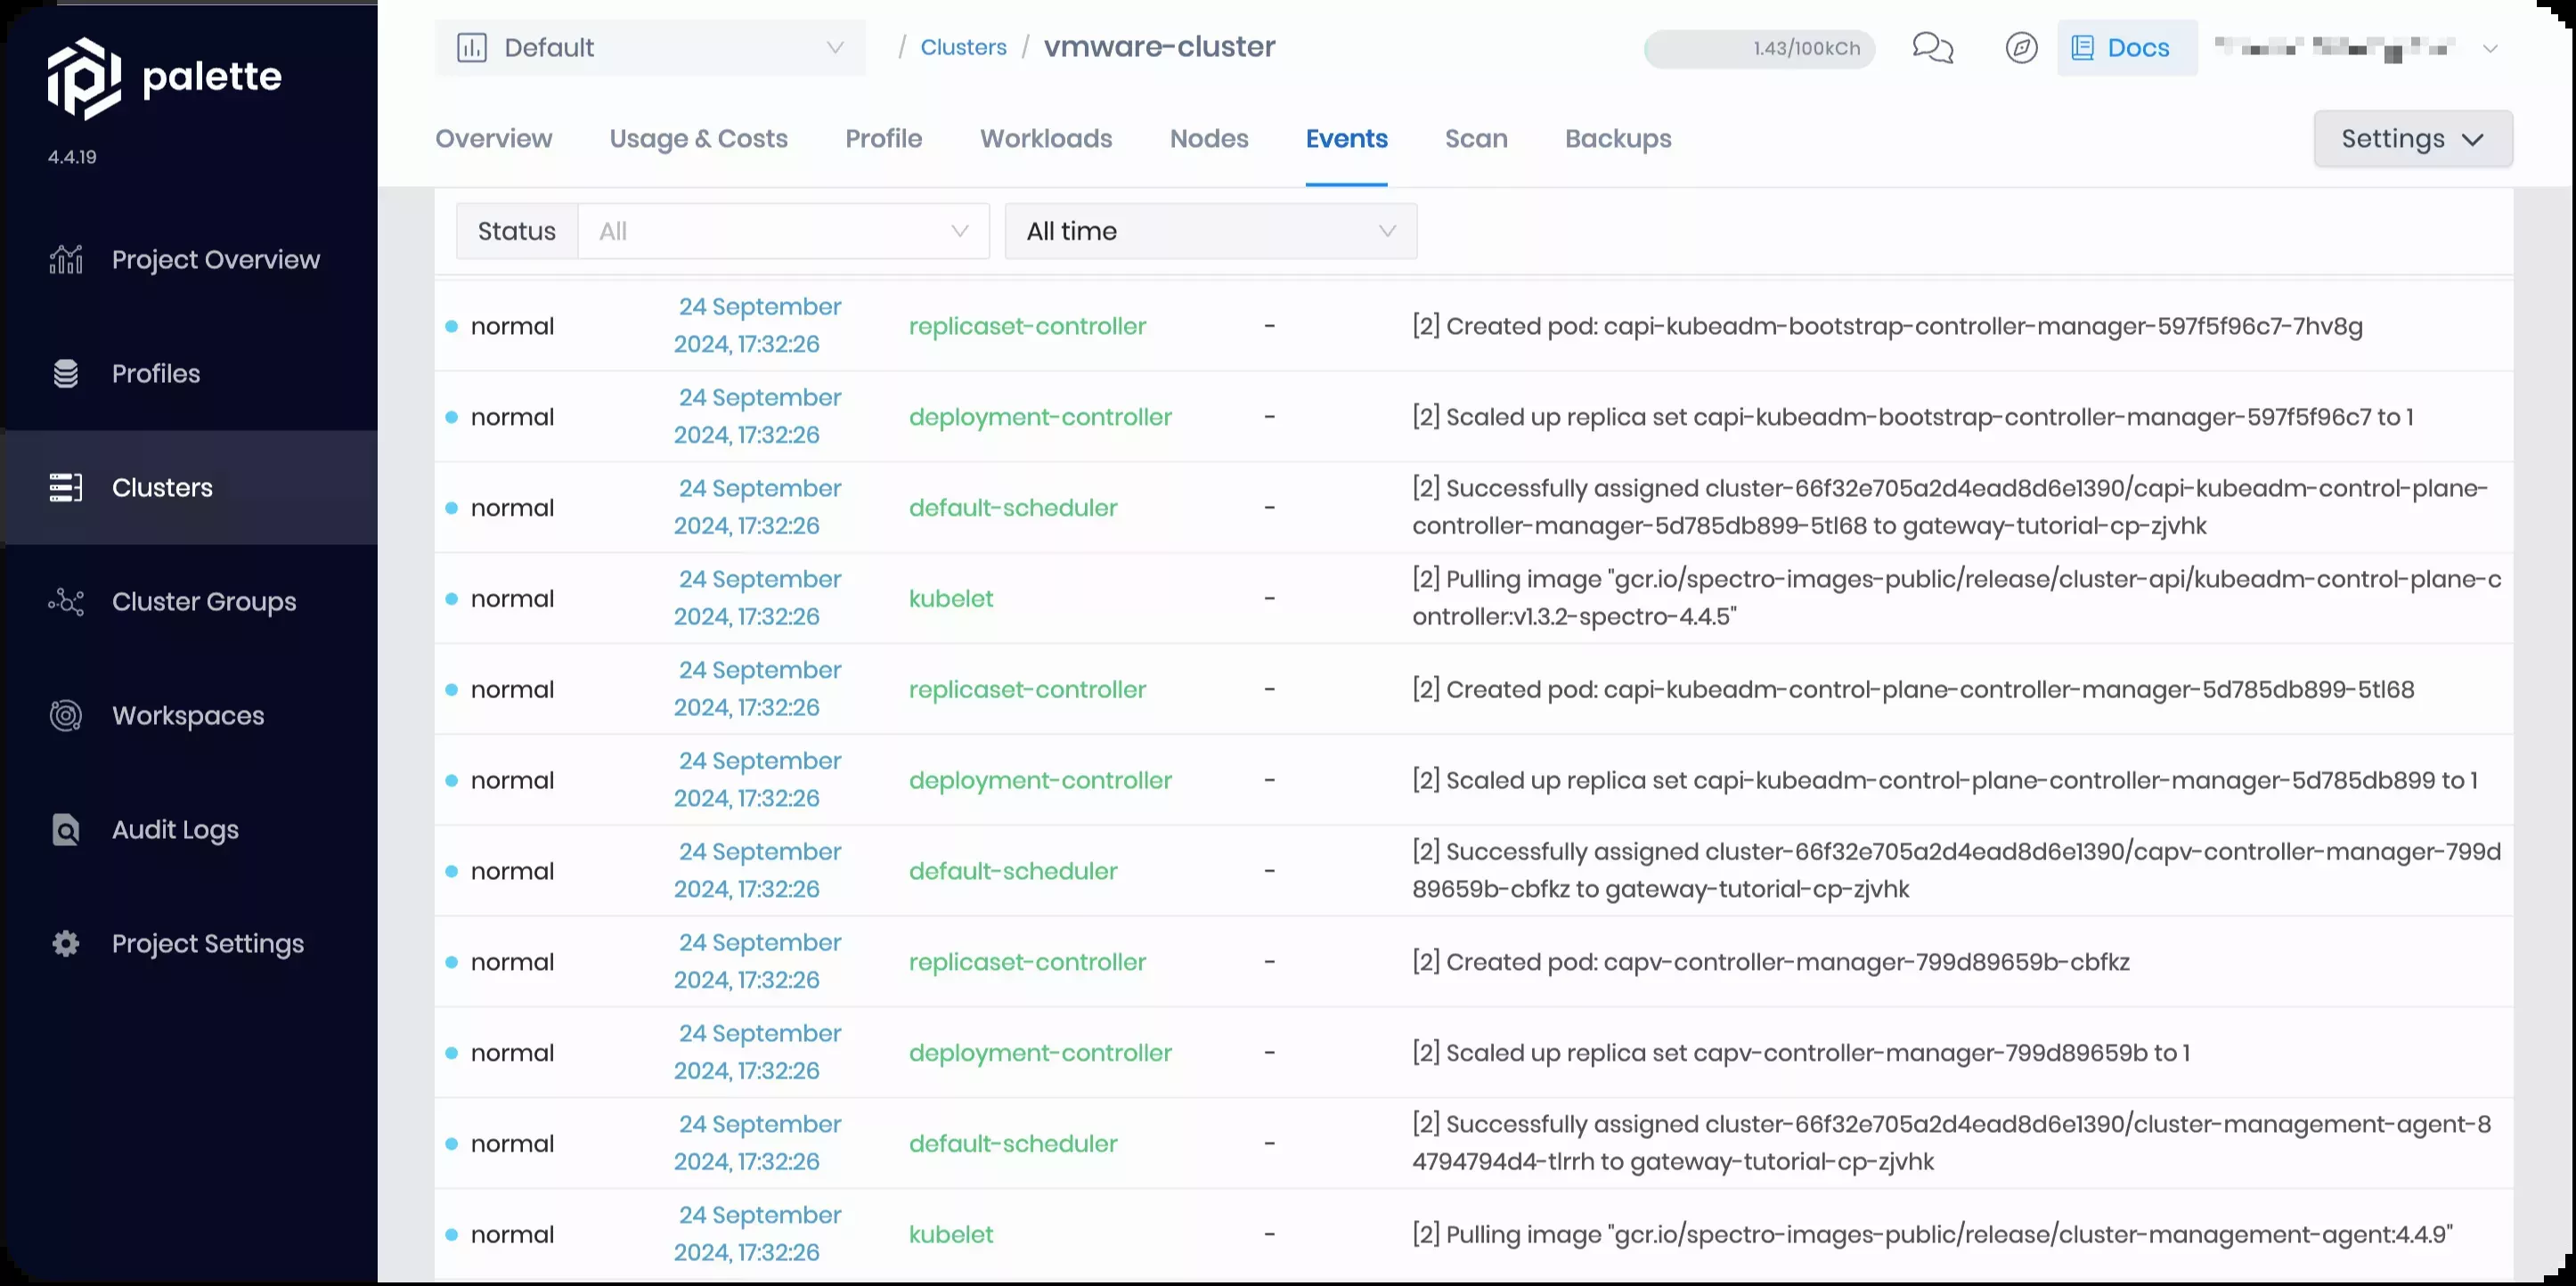 palette
4.4.19
Project Overview
Profiles
Clusters
Cluster Groups
Workspaces
Audit Logs
Project Settings
Default / Clusters / vmware-cluster 1.43/100kCh Docs
Overview Usage & Costs Profile Workloads Nodes Events Scan Backups Settings
Status All All time
normal 24 September 2024, 17:32:26 replicaset-controller - [2] Created pod: capi-kubeadm-bootstrap-controller-manager-597f5f96c7-7hv8g
normal 24 September 2024, 17:32:26 deployment-controller - [2] Scaled up replica set capi-kubeadm-bootstrap-controller-manager-597f5f96c7 to 1
normal 24 September 2024, 17:32:26 default-scheduler - [2] Successfully assigned cluster-66f32e705a2d4ead8d6e1390/capi-kubeadm-control-plane-
controller-manager-5d785db899-5tl68 to gateway-tutorial-cp-zjvhk
normal 24 September 2024, 17:32:26 kubelet - [2] Pulling image "gcr.io/spectro-images-public/release/cluster-api/kubeadm-control-plane-c
ontroller:v1.3.2-spectro-4.4.5"
normal 24 September 2024, 17:32:26 replicaset-controller - [2] Created pod: capi-kubeadm-control-plane-controller-manager-5d785db899-5tl68
normal 24 September 2024, 17:32:26 deployment-controller - [2] Scaled up replica set capi-kubeadm-control-plane-controller-manager-5d785db899 to 1
normal 24 September 2024, 17:32:26 default-scheduler - [2] Successfully assigned cluster-66f32e705a2d4ead8d6e1390/capv-controller-manager-799d
89659b-cbfkz to gateway-tutorial-cp-zjvhk
normal 24 September 2024, 17:32:26 replicaset-controller - [2] Created pod: capv-controller-manager-799d89659b-cbfkz
normal 24 September 2024, 17:32:26 deployment-controller - [2] Scaled up replica set capv-controller-manager-799d89659b to 1
normal 24 September 2024, 17:32:26 default-scheduler - [2] Successfully assigned cluster-66f32e705a2d4ead8d6e1390/cluster-management-agent-8
4794794d4-tlrrh to gateway-tutorial-cp-zjvhk
normal 24 September 2024, 17:32:26 kubelet - [2] Pulling image "gcr.io/spectro-images-public/release/cluster-management-agent:4.4.9"